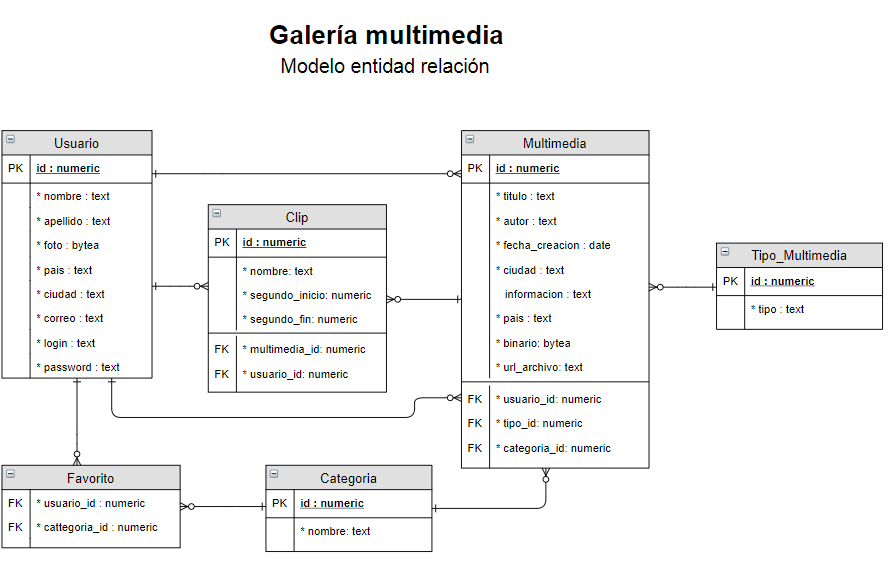 Galería multimedia
Modelo entidad relación
Usuario
PK id : numeric
* nombre : text
* apellido : text
* foto : bytea
* pais : text
* ciudad : text
* correo : text
* login : text
* password : text
Clip
PK id : numeric
* nombre: text
* segundo_inicio: numeric
* segundo_fin: numeric
FK * multimedia_id: numeric
FK * usuario_id: numeric
Multimedia
PK id : numeric
* titulo : text
* autor : text
* fecha_creacion : date
* ciudad : text
informacion : text
* pais : text
* binario: bytea
* url_archivo: text
FK * usuario_id: numeric
FK * tipo_id: numeric
FK * categoria_id: numeric
Tipo_Multimedia
PK id : numeric
* tipo : text
Favorito
FK * usuario_id : numeric
FK * cattegoria_id : numeric
Categoria
PK id : numeric
* nombre: text